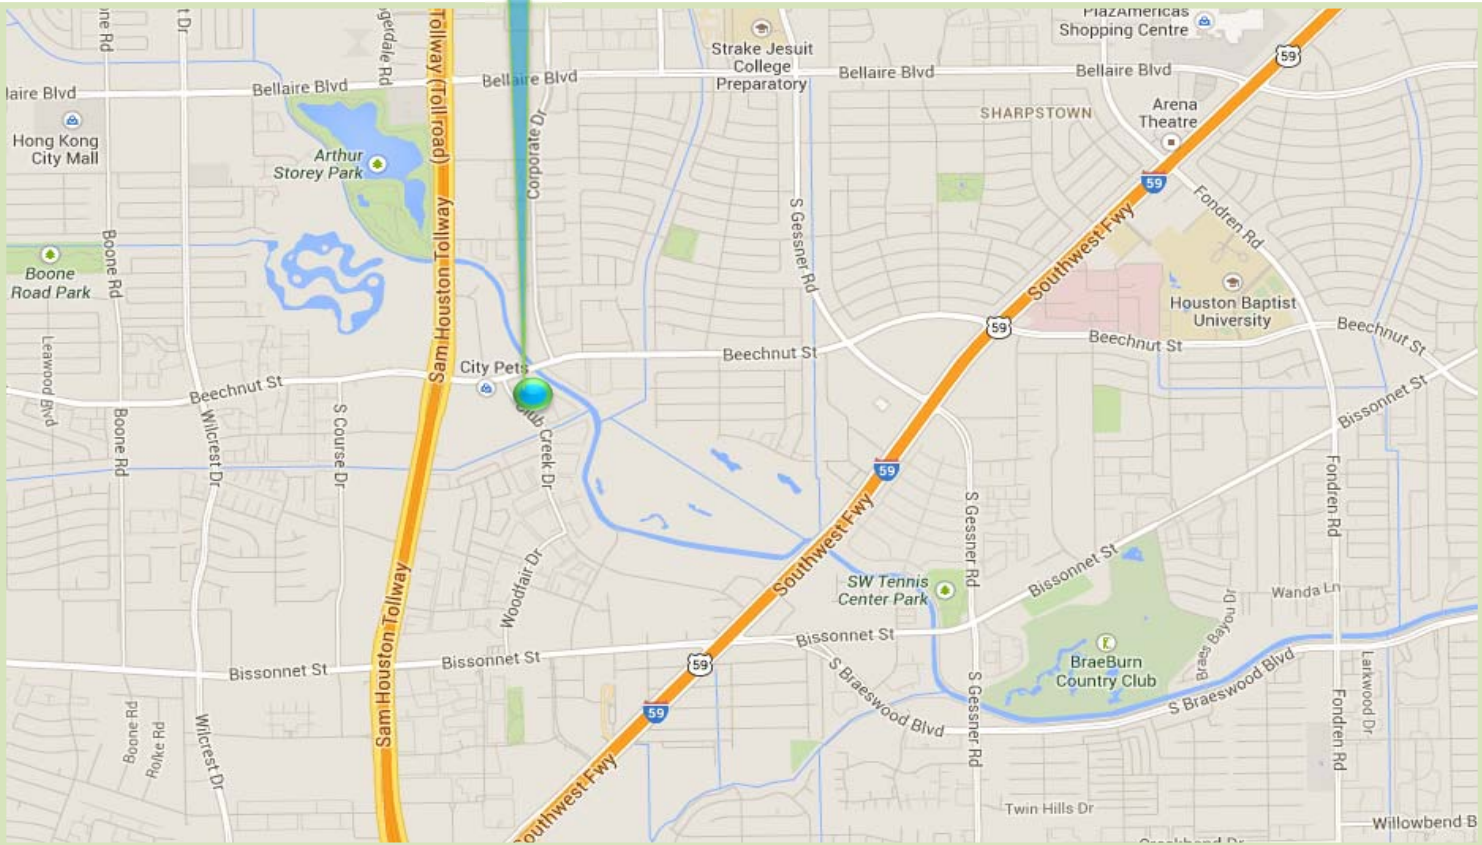 PlazAmericas
Shopping Centre
one Rd
t Dr
ogerdale Rd
Tollway (Toll road)
59
Strake Jesuit
College
Preparatory
Bellaire Blvd
Bellaire Blvd
Bellaire Blvd
Bellaire Blvd
laire Blvd
Hong Kong
City Mall
Arthur
Storey Park
Corporate Dr
SHARPSTOWN
Arena
Theatre
59
Fondren Rd
S Gessner Rd
Southwest Fwy
Boone Rd
Boone
Road Park
Sam Houston Tollway
Houston Baptist
University
59
Beechnut St
Beechnut St
Beechnut St
Leawood Blvd
City Pets
Beechnut St
Bissonnet St
Boone Rd
Wilcrest Dr
S Course Dr
Club Creek Dr
59
Southwest Fwy
S Gessner Rd
Fondren Rd
Bissonnet St
Woodfair Dr
SW Tennis
Center Park
Wanda Ln
Braes Bayou Dr
Sam Houston Tollway
Bissonnet St
Bissonnet St
Bissonnet St
59
BraeBurn
Country Club
S Braeswood Blvd
S Braeswood Blvd
Larkwood Dr
S Gessner Rd
Fondren Rd
59
Boone Rd
Rolke Rd
Wilcrest Dr
outhwest Fwy
Twin Hills Dr
Willowbend B